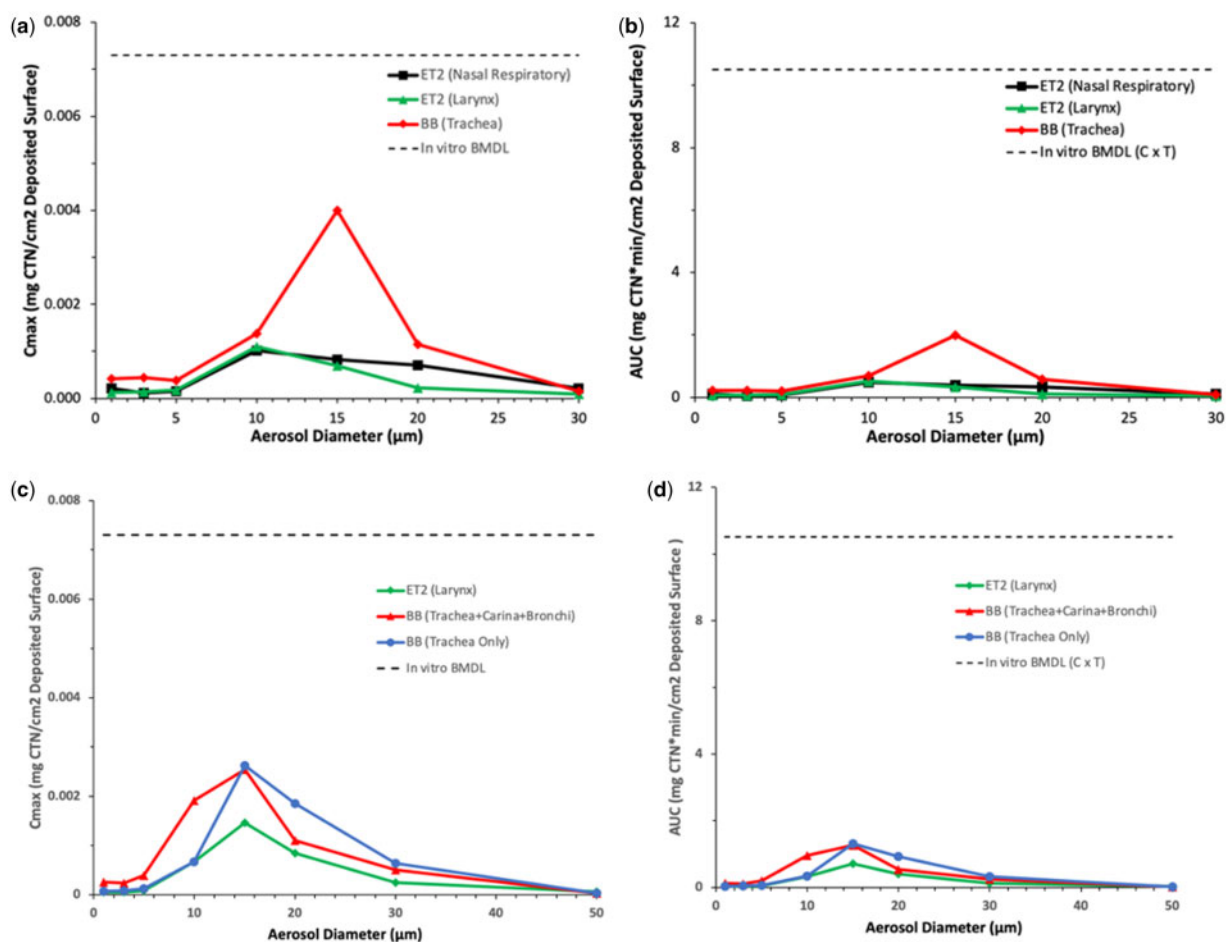 (a)
Cmax (mg CTN/cm2 Deposited Surface)
0.008
0.006
0.004
0.002
0.000
ET2 (Nasal Respiratory)
ET2 (Larynx)
BB (Trachea)
In vitro BMDL
0 5 10 15 20 25 30
Aerosol Diameter (µm)
(b)
AUC (mg CTN*min/cm2 Deposited Surface)
12
8
4
0
ET2 (Nasal Respiratory)
ET2 (Larynx)
BB (Trachea)
In vitro BMDL (C x T)
0 5 10 15 20 25 30
Aerosol Diameter (µm)
(c)
Cmax (mg CTN/cm2 Deposited Surface)
0.008
0.006
0.004
0.002
0
ET2 (Larynx)
BB (Trachea+Carina+Bronchi)
BB (Trachea Only)
In vitro BMDL
0 10 20 30 40 50
Aerosol Diameter (µm)
(d)
AUC (mg CTN*min/cm2 Deposited Surface )
12
8
4
0
ET2 (Larynx)
BB (Trachea+Carina+Bronchi)
BB (Trachea Only)
In vitro BMDL (C x T)
0 10 20 30 40 50
Aerosol Diameter (µm)